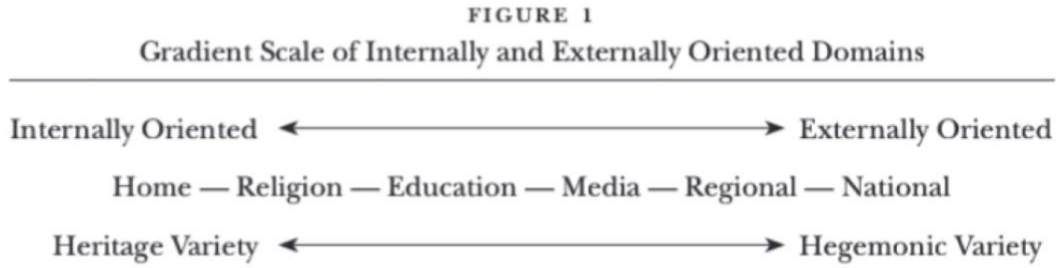 FIGURE 1
Gradient Scale of Internally and Externally Oriented Domains
Internally Oriented Externally Oriented
Home — Religion — Education — Media — Regional — National
Heritage Variety Hegemonic Variety